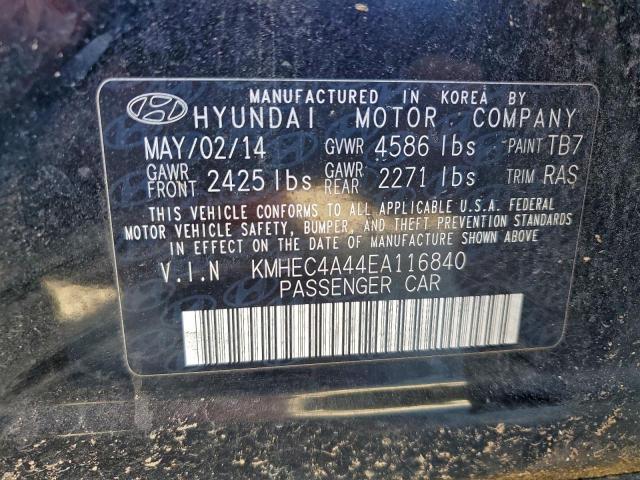 MANUFACTURED IN KOREA BY
HYUNDAI MOTOR COMPANY
MAY/02/14 GVWR 4586 lbs PAINT TB7
GAWR FRONT 2425 lbs GAWR REAR 2271 lbs TRIM RAS
THIS VEHICLE CONFORMS TO ALL APPLICABLE U.S.A. FEDERAL
MOTOR VEHICLE SAFETY, BUMPER, AND THEFT PREVENTION STANDARDS
IN EFFECT ON THE DATE OF MANUFACTURE SHOWN ABOVE.
V.I.N KMHEC4A44EA116840
PASSENGER CAR